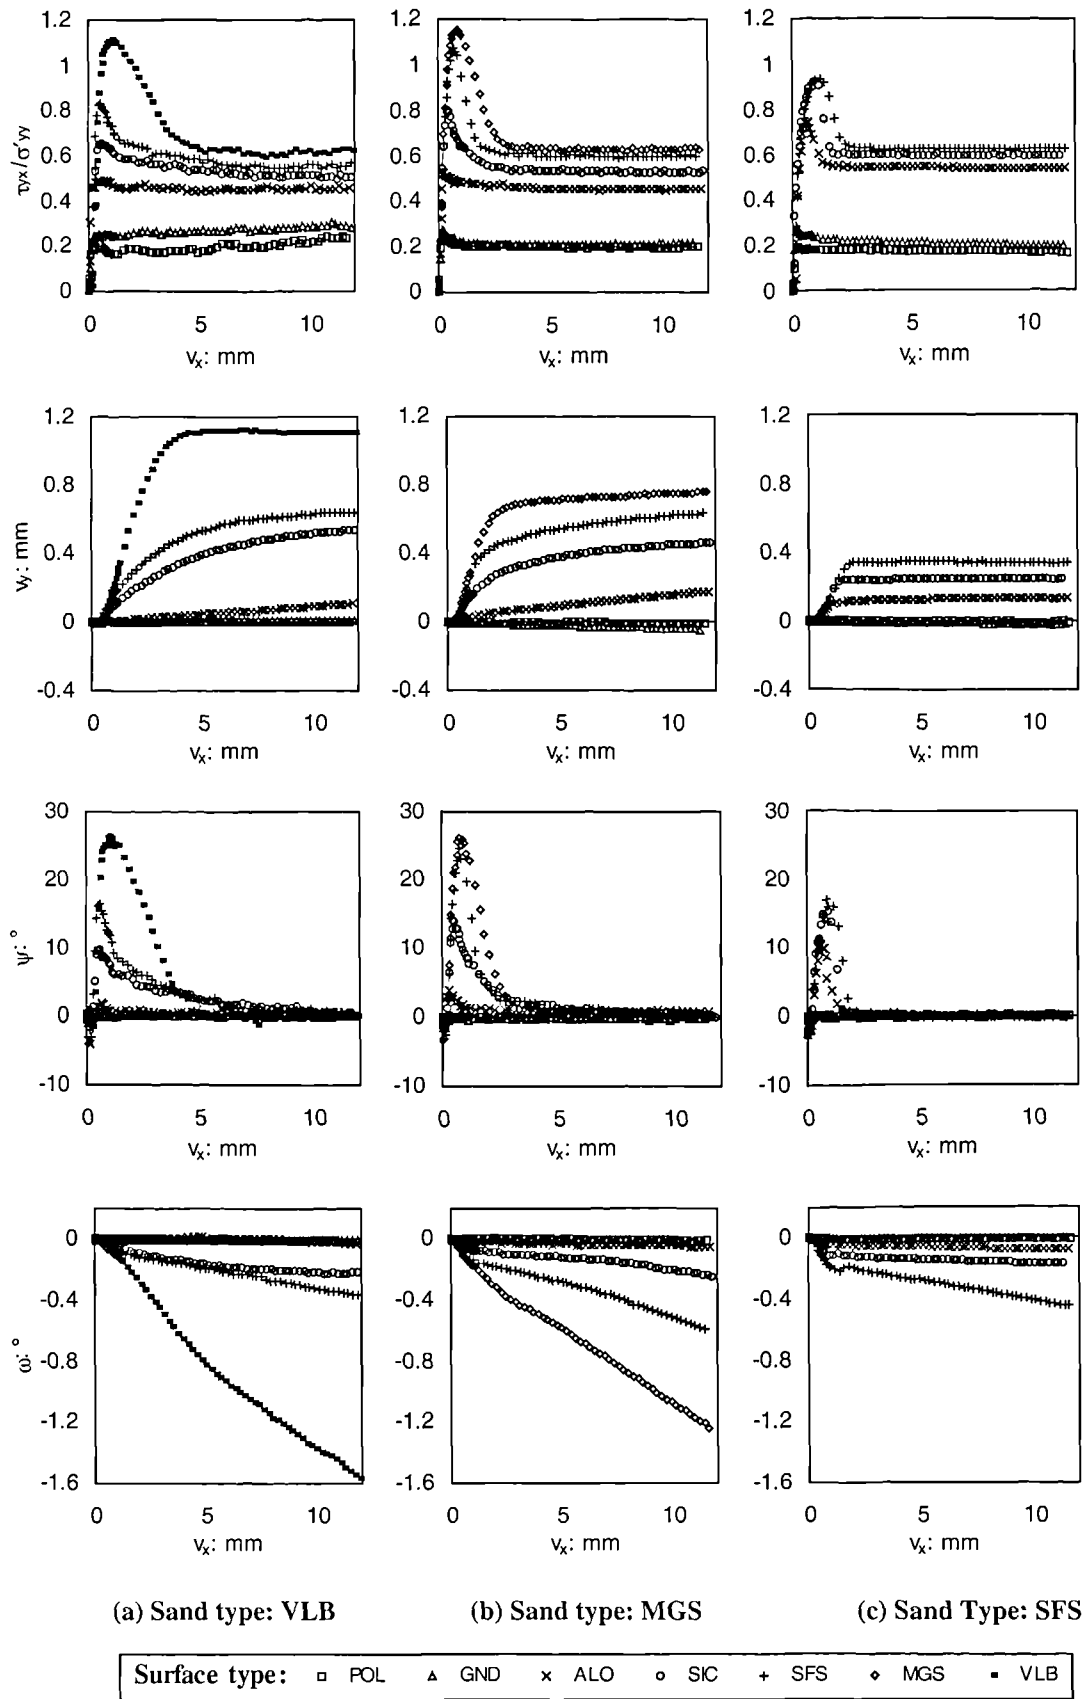 1.2 1.2 1.2
1 1 1
0.8 0.8 0.8
0.6 0.6 0.6
0.4 0.4 0.4
0.2 0.2 0.2
0 0 0
τyx/σ'yy
0 5 10 0 5 10 0 5 10
vx: mm vx: mm vx: mm
1.2 1.2 1.2
0.8 0.8 0.8
0.4 0.4 0.4
0 0 0
-0.4 -0.4 -0.4
vy: mm
0 5 10 0 5 10 0 5 10
vx: mm vx: mm vx: mm
30 30 30
20 20 20
10 10 10
0 0 0
-10 -10 -10
ψ: °
0 5 10 0 5 10 0 5 10
vx: mm vx: mm vx: mm
0 0 0
-0.4 -0.4 -0.4
-0.8 -0.8 -0.8
-1.2 -1.2 -1.2
-1.6 -1.6 -1.6
ω: °
0 5 10 0 5 10 0 5 10
vx: mm vx: mm vx: mm
(a) Sand type: VLB (b) Sand type: MGS (c) Sand Type: SFS
Surface type: POL GND ALO SIC SFS MGS VLB